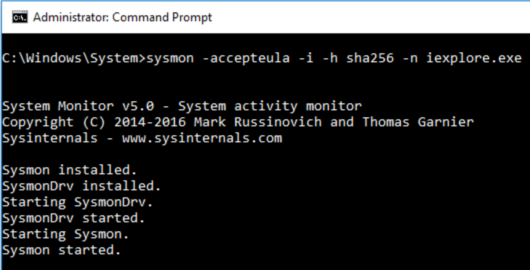 Administrator: Command Prompt
C:\Windows\System>sysmon -accepteula -i -h sha256 -n iexplore.exe
System Monitor v5.0 - System activity monitor
Copyright (C) 2014-2016 Mark Russinovich and Thomas Garnier
Sysinternals - www.sysinternals.com
Sysmon installed.
SysmonDrv installed.
Starting SysmonDrv.
SysmonDrv started.
Starting Sysmon.
Sysmon started.